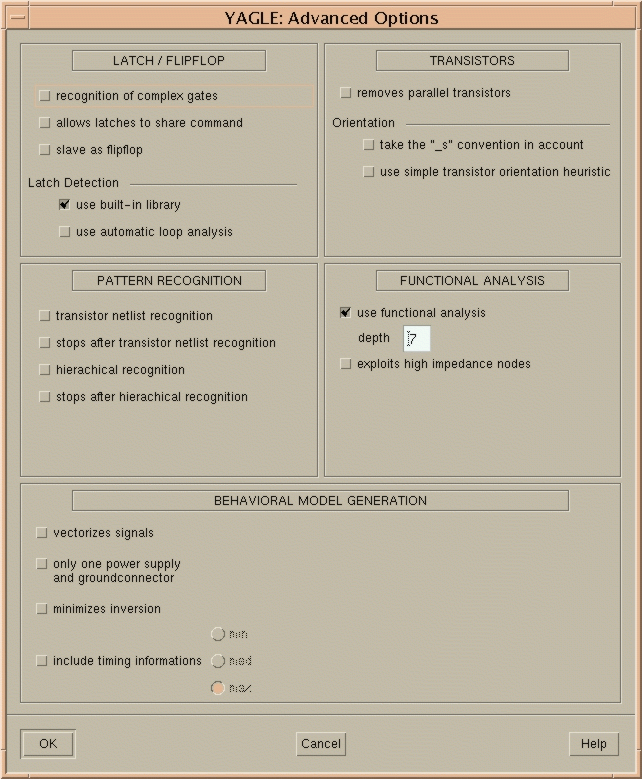 YAGLE: Advanced Options
LATCH / FLIPFLOP
recognition of complex gates
allows latches to share command
slave as flipflop
Latch Detection
use built-in library
use automatic loop analysis
TRANSISTORS
removes parallel transistors
Orientation
take the "_s" convention in account
use simple transistor orientation heuristic
PATTERN RECOGNITION
transistor netlist recognition
stops after transistor netlist recognition
hierachical recognition
stops after hierachical recognition
FUNCTIONAL ANALYSIS
use functional analysis
depth 7
exploits high impedance nodes
BEHAVIORAL MODEL GENERATION
vectorizes signals
only one power supply
and groundconnector
minimizes inversion
min
include timing informations med
max
OK Cancel Help